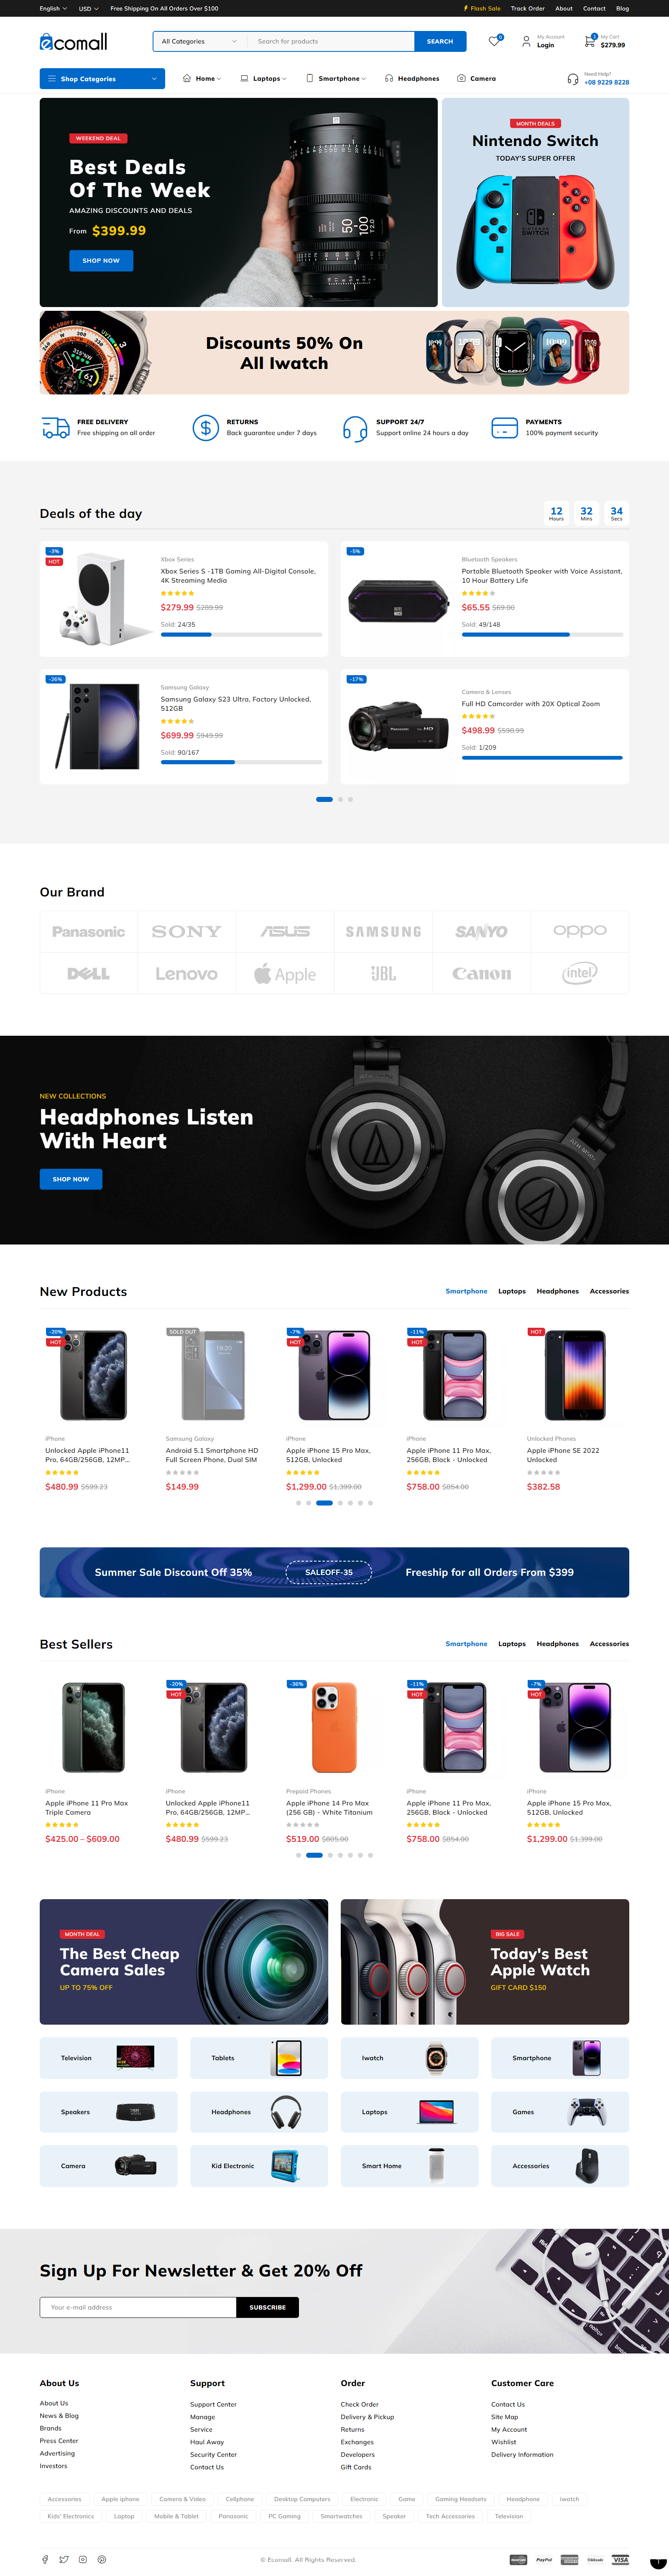 English
USD
Free Shipping On All Orders Over $100
Flash Sale
Track Order
About
Contact
Blog
ecomall
All Categories
Search for products
SEARCH
0
My Account
Login
1
My Cart
$279.99
Shop Categories
Home
Laptops
Smartphone
Headphones
Camera
Need Help?
+08 9229 8228
WEEKEND DEAL
Best Deals
Of The Week
AMAZING DISCOUNTS AND DEALS
From $399.99
SHOP NOW
50
100
T2.0
MONTH DEALS
Nintendo Switch
TODAY'S SUPER OFFER
NINTENDO
SWITCH
Discounts 50% On
All Iwatch
FREE DELIVERY
Free shipping on all order
RETURNS
Back guarantee under 7 days
SUPPORT 24/7
Support online 24 hours a day
PAYMENTS
100% payment security
Deals of the day
12
Hours
32
Mins
34
Secs
-3%
HOT
Xbox Series
Xbox Series S -1TB Gaming All-Digital Console,
4K Streaming Media
$279.99 $289.99
Sold: 24/35
-5%
Bluetooth Speakers
Portable Bluetooth Speaker with Voice Assistant,
10 Hour Battery Life
$65.55 $69.00
Sold: 49/148
-26%
Samsung Galaxy
Samsung Galaxy S23 Ultra, Factory Unlocked,
512GB
$699.99 $949.99
Sold: 90/167
-17%
Camera & Lenses
Full HD Camcorder with 20X Optical Zoom
$498.99 $598.99
Sold: 1/209
Our Brand
Panasonic
SONY
ASUS
SAMSUNG
SANYO
oppo
DELL
Lenovo
Apple
JBL
Canon
intel
NEW COLLECTIONS
Headphones Listen
With Heart
SHOP NOW
New Products
Smartphone
Laptops
Headphones
Accessories
-20%
HOT
iPhone
Unlocked Apple iPhone11
Pro, 64GB/256GB, 12MP...
$480.99 $599.23
SOLD OUT
Samsung Galaxy
Android 5.1 Smartphone HD
Full Screen Phone, Dual SIM
$149.99
-7%
HOT
iPhone
Apple iPhone 15 Pro Max,
512GB, Unlocked
$1,299.00 $1,399.00
-11%
HOT
iPhone
Apple iPhone 11 Pro Max,
256GB, Black - Unlocked
$758.00 $854.00
HOT
Unlocked Phones
Apple iPhone SE 2022
Unlocked
$382.58
Summer Sale Discount Off 35%
SALEOFF-35
Freeship for all Orders From $399
Best Sellers
Smartphone
Laptops
Headphones
Accessories
iPhone
Apple iPhone 11 Pro Max
Triple Camera
$425.00 – $609.00
-20%
HOT
iPhone
Unlocked Apple iPhone11
Pro, 64GB/256GB, 12MP...
$480.99 $599.23
-36%
Prepaid Phones
Apple iPhone 14 Pro Max
(256 GB) - White Titanium
$519.00 $805.00
-11%
HOT
iPhone
Apple iPhone 11 Pro Max,
256GB, Black - Unlocked
$758.00 $854.00
-7%
HOT
iPhone
Apple iPhone 15 Pro Max,
512GB, Unlocked
$1,299.00 $1,399.00
MONTH DEAL
The Best Cheap
Camera Sales
UP TO 75% OFF
BIG SALE
Today's Best
Apple Watch
GIFT CARD $150
Television
Tablets
Iwatch
Smartphone
Speakers
Headphones
Laptops
Games
Camera
Kid Electronic
Smart Home
Accessories
Sign Up For Newsletter & Get 20% Off
Your e-mail address
SUBSCRIBE
About Us
About Us
News & Blog
Brands
Press Center
Advertising
Investors
Support
Support Center
Manage
Service
Haul Away
Security Center
Contact Us
Order
Check Order
Delivery & Pickup
Returns
Exchanges
Developers
Gift Cards
Customer Care
Contact Us
Site Map
My Account
Wishlist
Delivery Information
Accessories
Apple iphone
Camera & Video
Cellphone
Desktop Computers
Electronic
Game
Gaming Headsets
Headphone
Iwatch
Kids' Electronics
Laptop
Mobile & Tablet
Panasonic
PC Gaming
Smartwatches
Speaker
Tech Accessories
Television
© Ecomall. All Rights Reserved.
PayPal
VISA